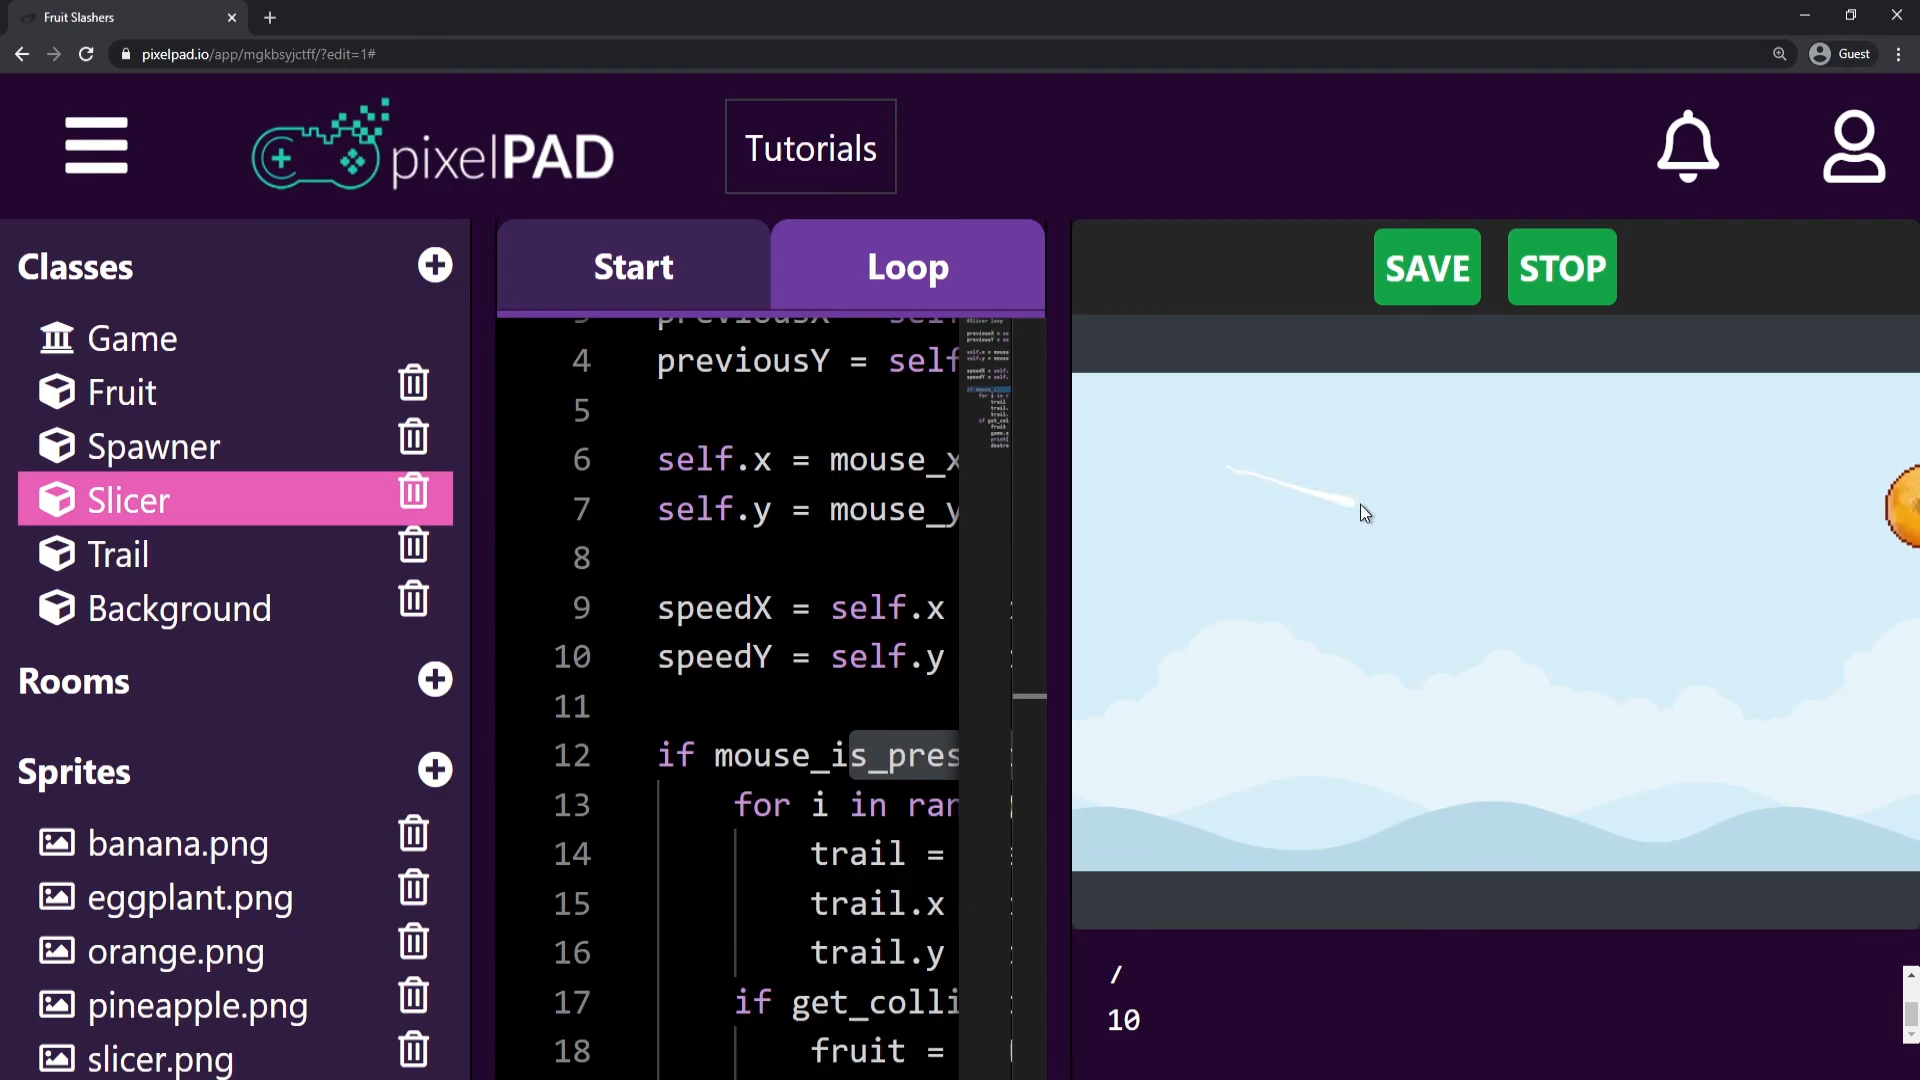 Fruit Slashers
pixelpad.io/app/mgkbsyjctff/?edit=1#
Guest
pixelPAD
Tutorials
Classes
Game
Fruit
Spawner
Slicer
Trail
Background
Rooms
Sprites
banana.png
eggplant.png
orange.png
pineapple.png
slicer.png
Start
Loop
3 previousX = self
4 previousY = self
5
6 self.x = mouse_x
7 self.y = mouse_y
8
9 speedX = self.x
10 speedY = self.y
11
12 if mouse_is_pres
13 for i in ran
14 trail =
15 trail.x
16 trail.y
17 if get_colli
18 fruit =
SAVE
STOP
/
10